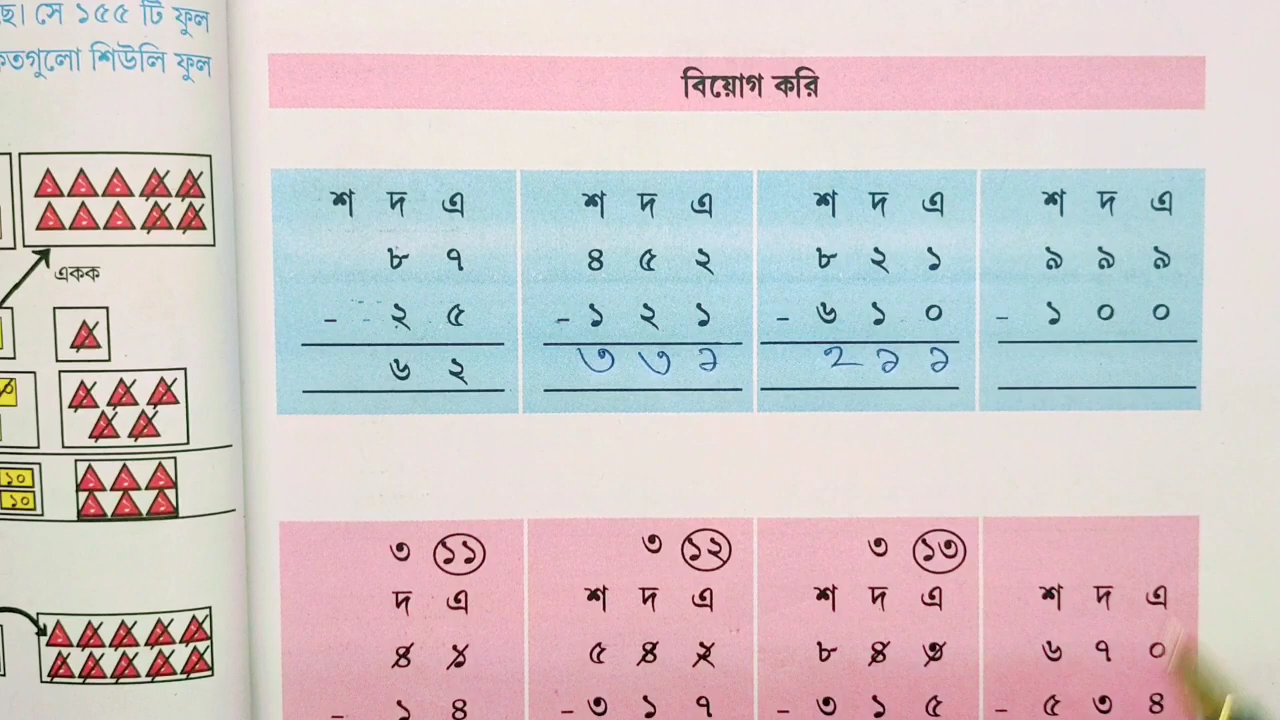 ছে। সে ১৫৫ টি ফুল
কতগুলো শিউলি ফুল
একক
১০
১০
বিয়োগ করি
শ দ এ শ দ এ শ দ এ শ দ এ
৮ ৭ ৪ ৫ ২ ৮ ২ ১ ৯ ৯ ৯
- ২ ৫ - ১ ২ ১ - ৬ ১ ০ - ১ ০ ০
৬ ২ ৩ ৩ ১ ২ ১ ১
৩ ১১ ৩ ১২ ৩ ১৩
দ এ শ দ এ শ দ এ শ দ এ
৪ ১ ৫ ৪ ২ ৮ ৪ ৩ ৬ ৭ ০
- ১ ৪ - ৩ ১ ৭ - ৩ ১ ৫ - ৫ ৩ ৪